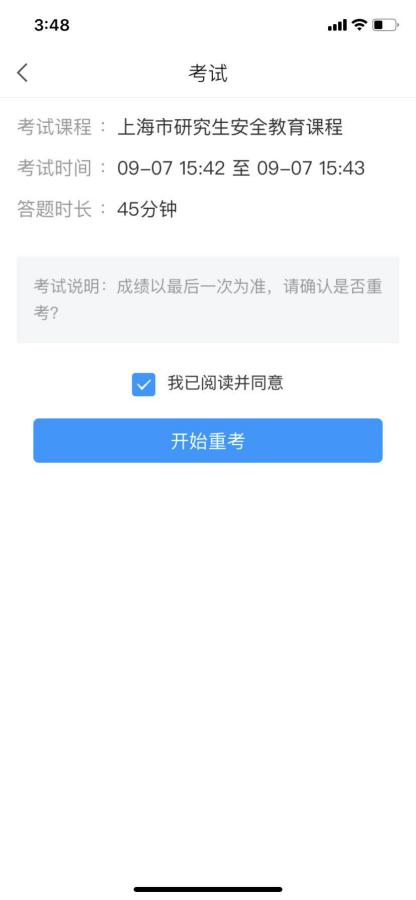 3:48
考试
考试课程：上海市研究生安全教育课程
考试时间：09-07 15:42 至 09-07 15:43
答题时长：45分钟
考试说明：成绩以最后一次为准，请确认是否重
考?
我已阅读并同意
开始重考